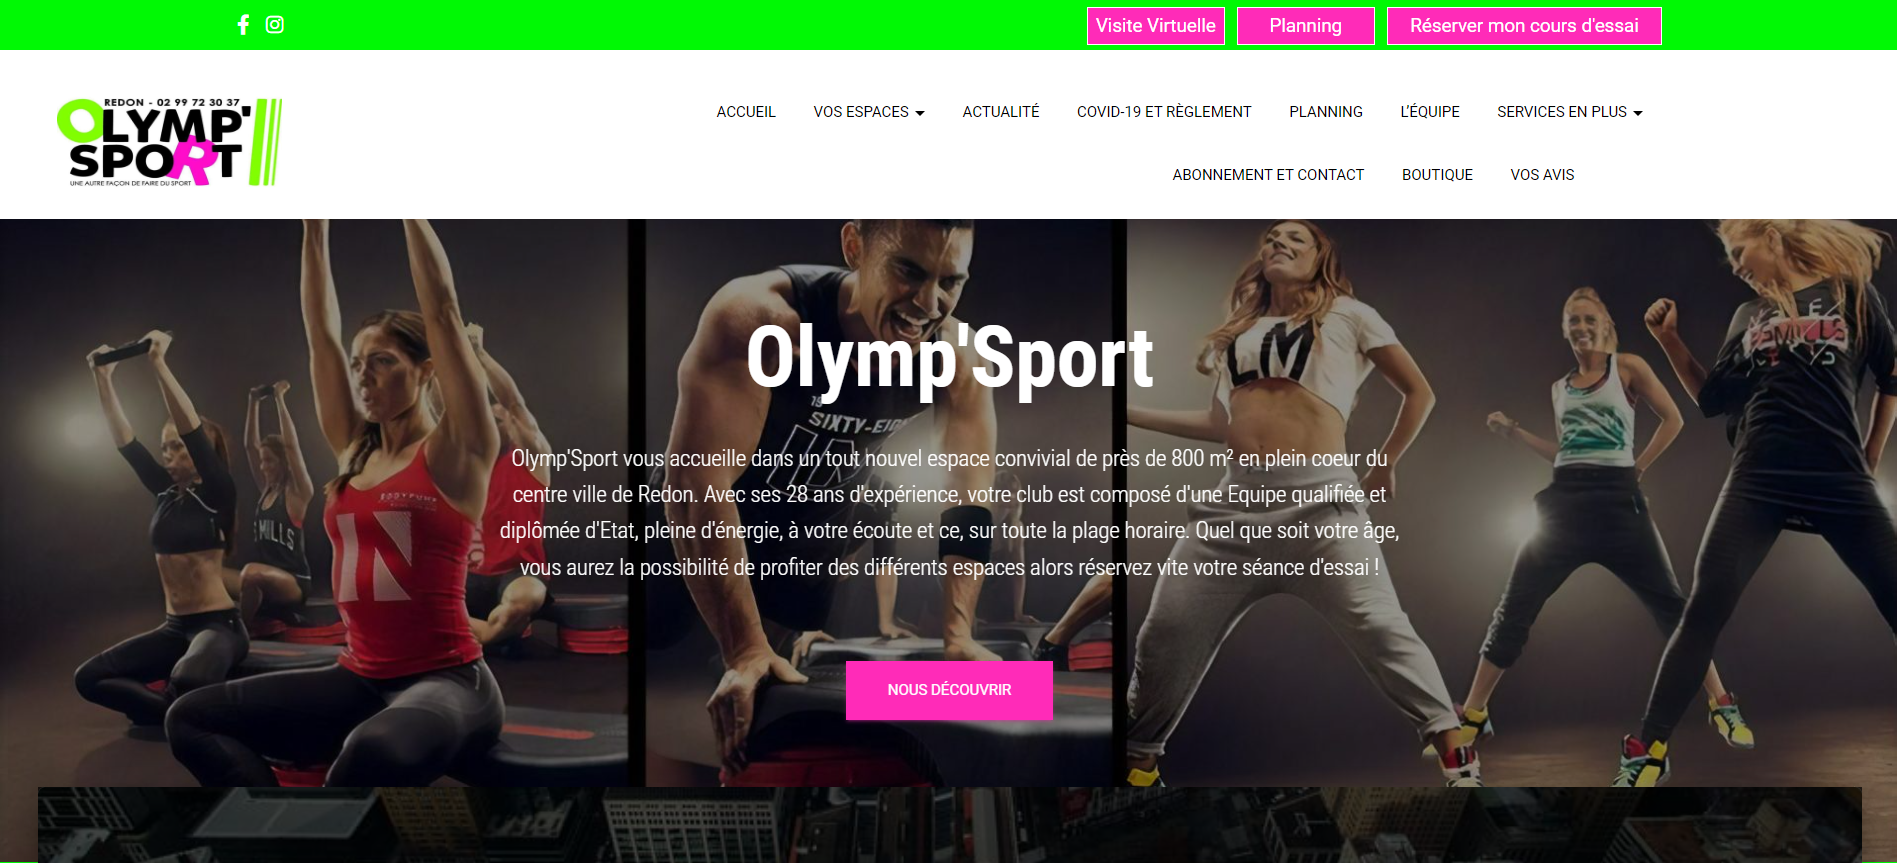 Visite Virtuelle
Planning
Réserver mon cours d'essai
REDON - 02 99 72 30 37
OLYMP'
SPORT
UNE AUTRE FAÇON DE FAIRE DU SPORT
ACCUEIL
VOS ESPACES
ACTUALITÉ
COVID-19 ET RÈGLEMENT
PLANNING
L'ÉQUIPE
SERVICES EN PLUS
ABONNEMENT ET CONTACT
BOUTIQUE
VOS AVIS
Olymp'Sport
19
SIXTY-EIG
Olymp'Sport vous accueille dans un tout nouvel espace convivial de près de 800 m² en plein coeur du
centre ville de Redon. Avec ses 28 ans d'expérience, votre club est composé d'une Equipe qualifiée et
diplômée d'Etat, pleine d'énergie, à votre écoute et ce, sur toute la plage horaire. Quel que soit votre âge,
vous aurez la possibilité de profiter des différents espaces alors réservez vite votre séance d'essai !
BODYPUMP
MILLS
NOUS DÉCOUVRIR